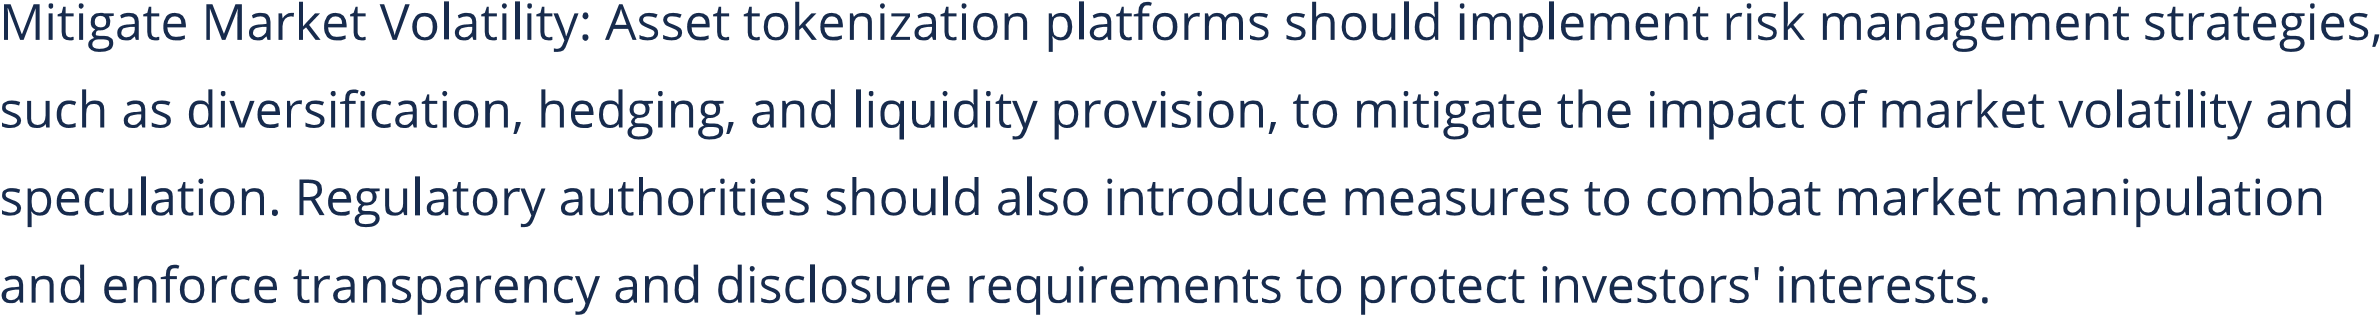 Mitigate Market Volatility: Asset tokenization platforms should implement risk management strategies,
such as diversification, hedging, and liquidity provision, to mitigate the impact of market volatility and
speculation. Regulatory authorities should also introduce measures to combat market manipulation
and enforce transparency and disclosure requirements to protect investors' interests.